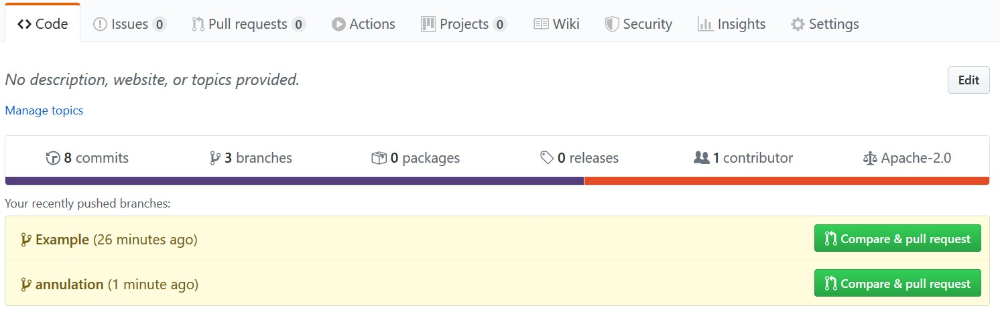 Code Issues 0 Pull requests 0 Actions Projects 0 Wiki Security Insights Settings
No description, website, or topics provided. Edit
Manage topics
8 commits 3 branches 0 packages 0 releases 1 contributor Apache-2.0
Your recently pushed branches:
Example (26 minutes ago) Compare & pull request
annulation (1 minute ago) Compare & pull request